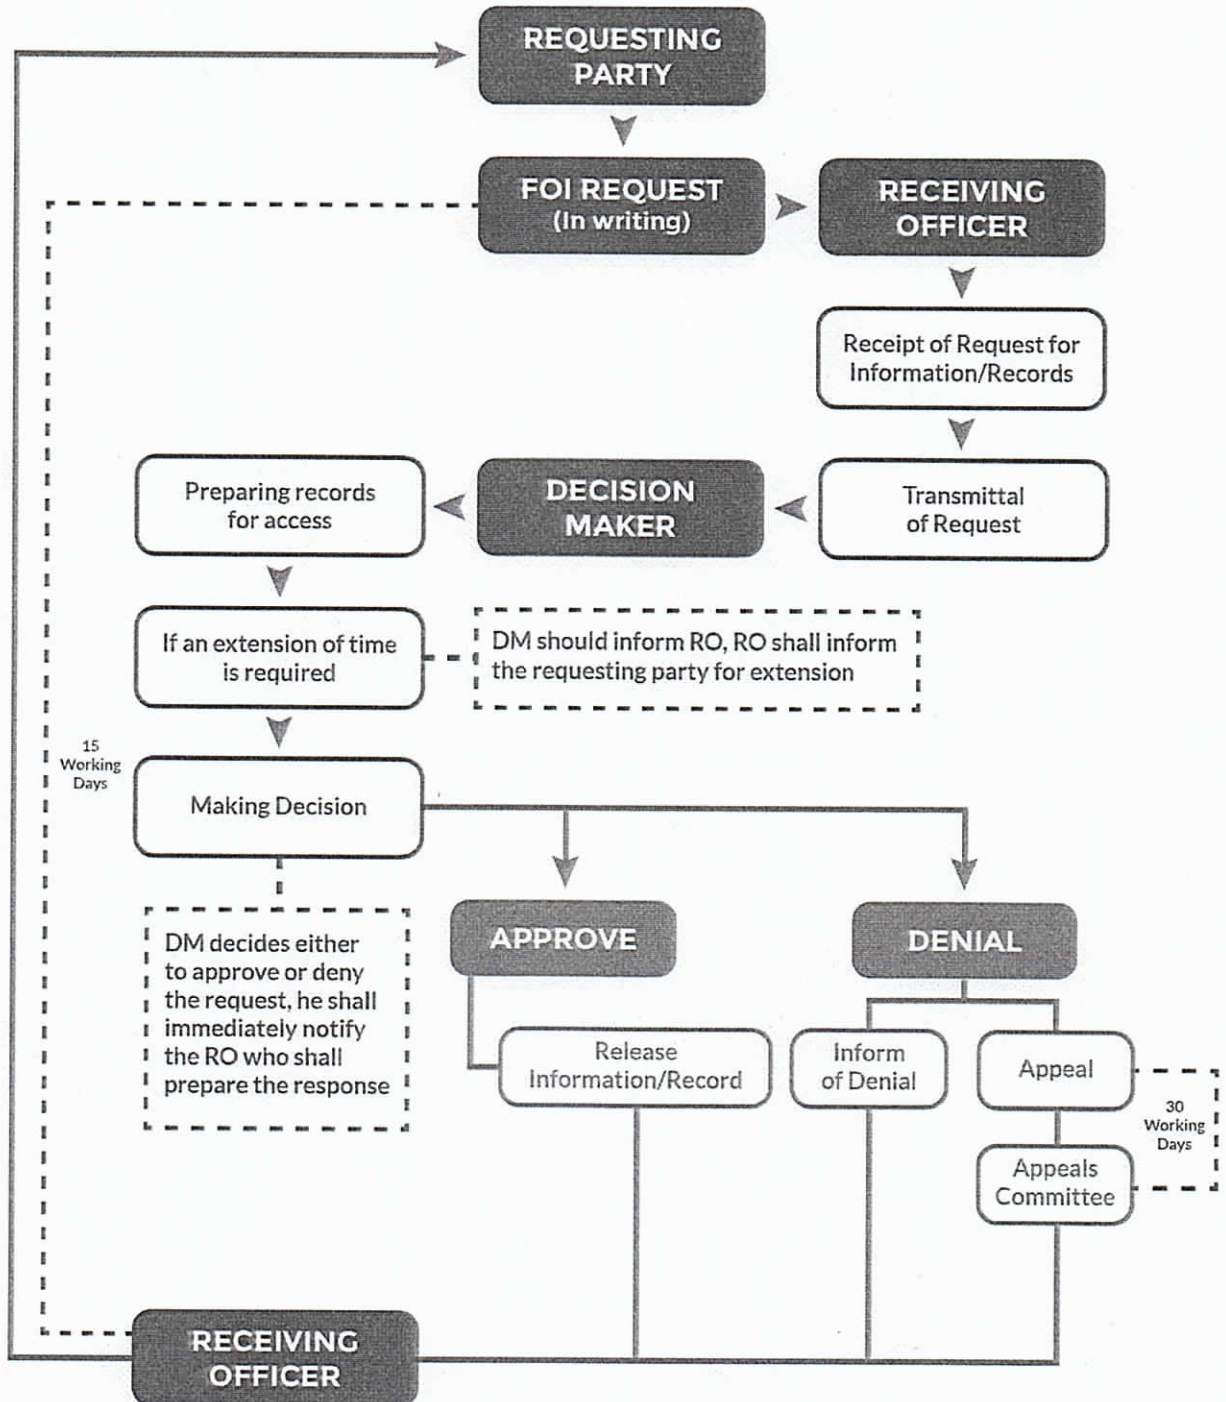 REQUESTING
PARTY
FOI REQUEST
(In writing)
RECEIVING
OFFICER
Receipt of Request for
Information/Records
Transmittal
of Request
DECISION
MAKER
Preparing records
for access
If an extension of time
is required
DM should inform RO, RO shall inform
the requesting party for extension
15
Working
Days
Making Decision
DM decides either
to approve or deny
the request, he shall
immediately notify
the RO who shall
prepare the response
APPROVE
DENIAL
Release
Information/Record
Inform
of Denial
Appeal
30
Working
Days
Appeals
Committee
RECEIVING
OFFICER